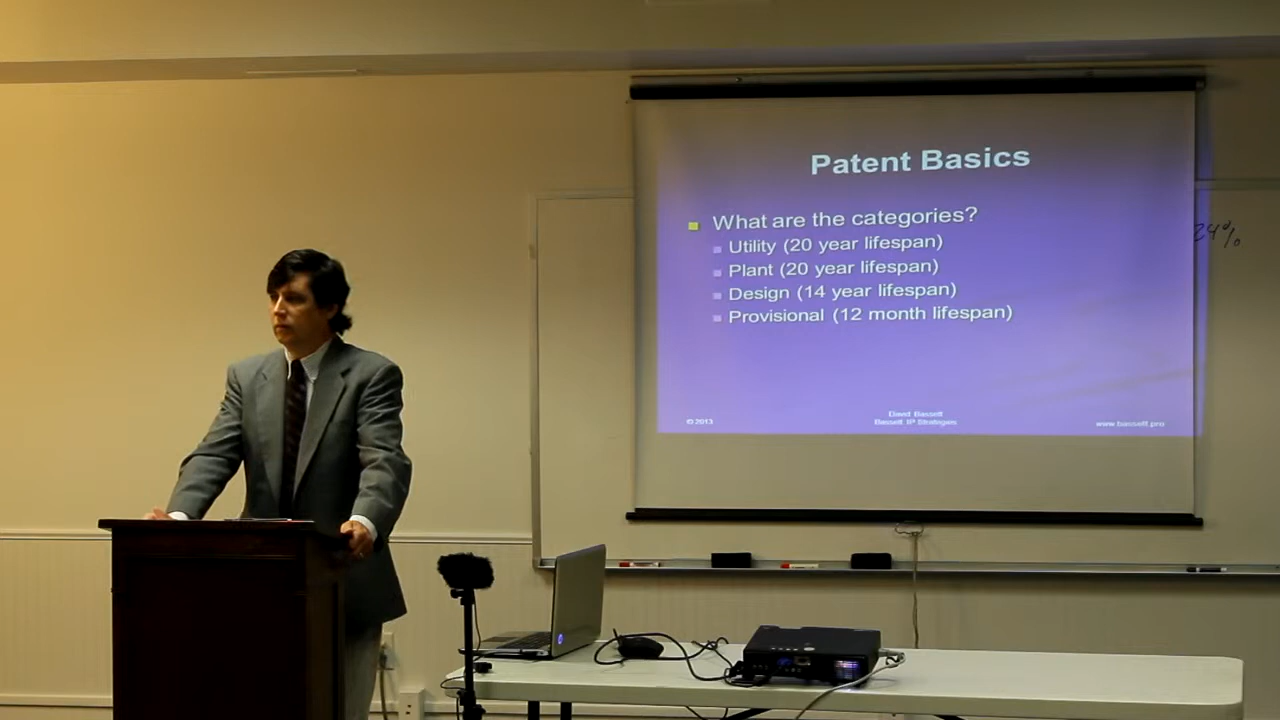 Patent Basics
What are the categories?
Utility (20 year lifespan)
Plant (20 year lifespan)
Design (14 year lifespan)
Provisional (12 month lifespan)
© 2013
David Bassett
Bassett IP Strategies
www.bassett.pro
24%